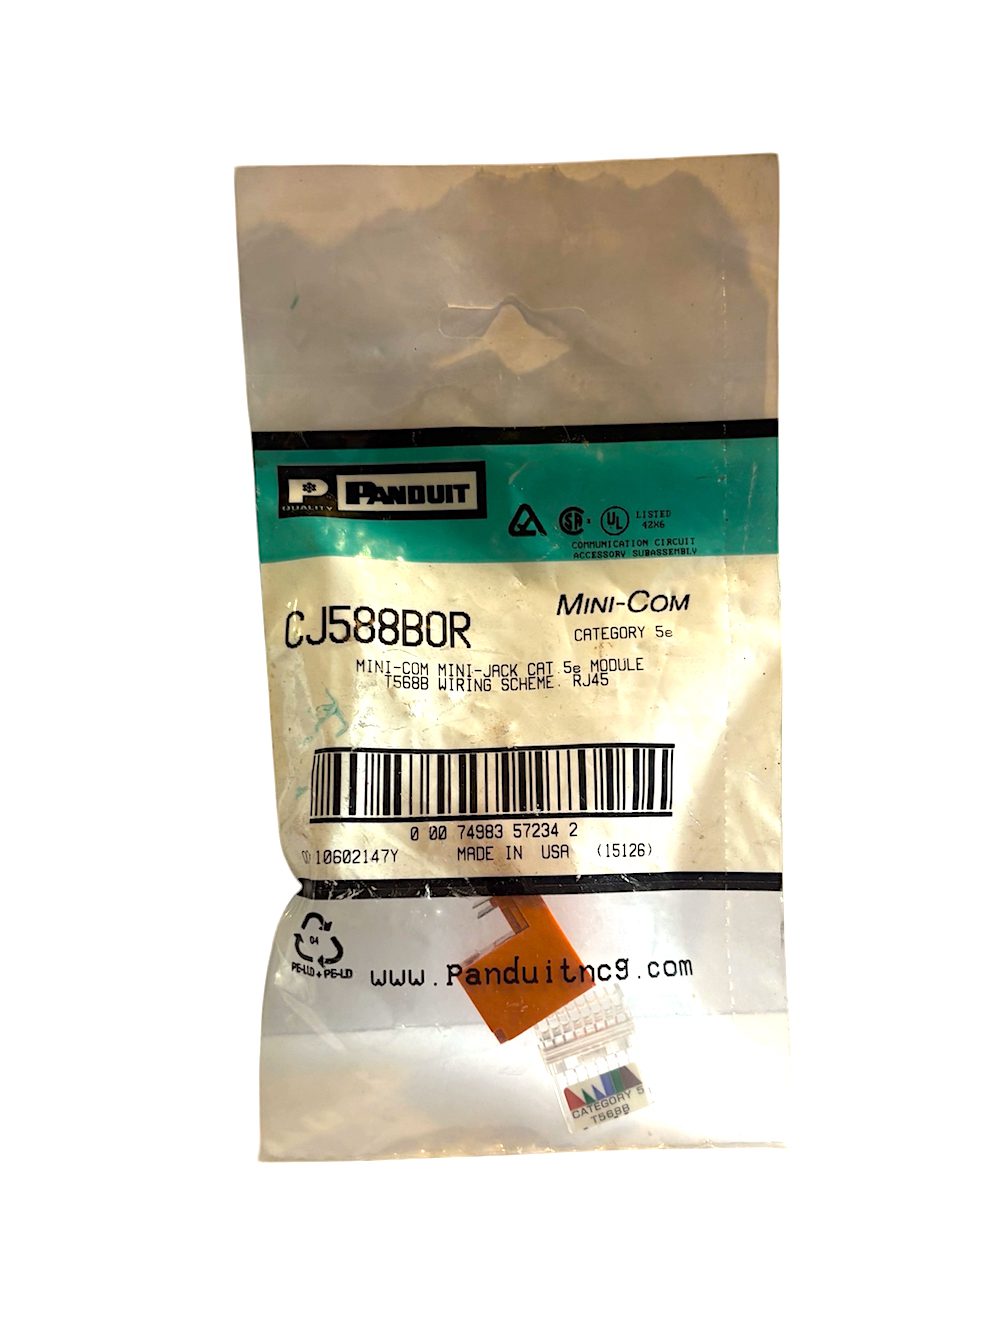 P PANDUIT
QUALITY
LISTED
UL 42X6
COMMUNICATION CIRCUIT
ACCESSORY SUBASSEMBLY
MINI-COM
CJ588BOR
CATEGORY 5e
MINI-COM MINI-JACK CAT 5e MODULE
T568B WIRING SCHEME. RJ45
0 00 74983 57234 2
10602147Y MADE IN USA (15126)
04
PE-LLD + PE-LD
www.Panduitncg.com
CATEGORY 5
T568B